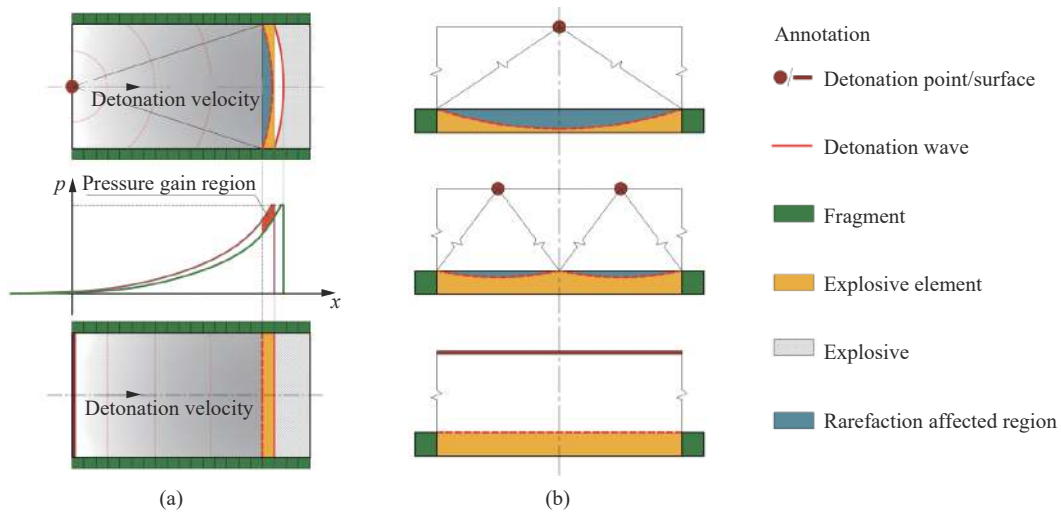 Detonation velocity
p
Pressure gain region
x
Detonation velocity
(a)
(b)
Annotation
Detonation point/surface
Detonation wave
Fragment
Explosive element
Explosive
Rarefaction affected region